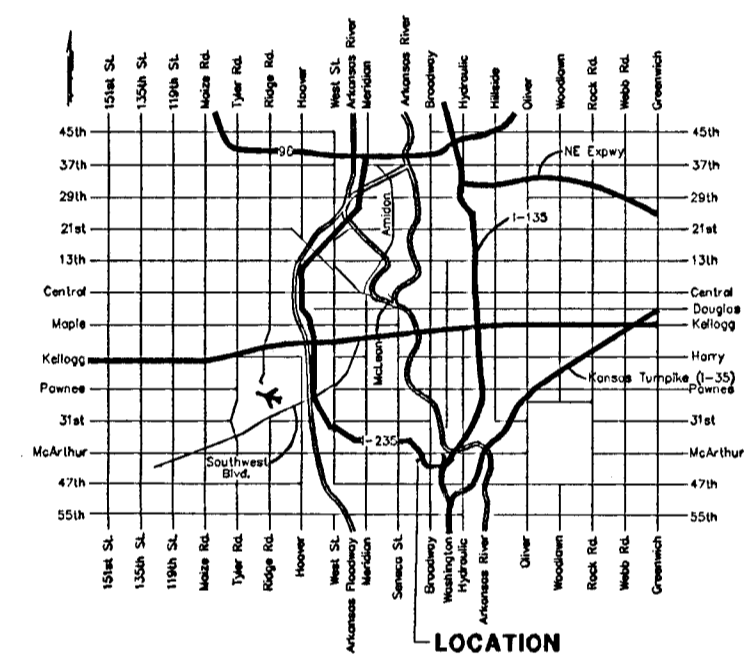 151st St.
135th St.
119th St.
Maize Rd.
Tyler Rd.
Ridge Rd.
Hoover
West St.
Arkansas River
Meridian
Arkansas River
Broadway
Hydraulic
Hillside
Oliver
Woodlawn
Rock Rd.
Webb Rd.
Greenwich
45th
45th
96
NE Expwy
37th
37th
29th
29th
Amidon
I-135
21st
21st
13th
13th
Central
Central
Douglas
Maple
Kellogg
McLean
Kellogg
Harry
Kansas Turnpike (I-35)
Pawnee
Pawnee
31st
31st
I-235
McArthur
McArthur
Southwest
Blvd.
47th
47th
55th
55th
151st St.
135th St.
119th St.
Maize Rd.
Tyler Rd.
Ridge Rd.
Hoover
West St.
Arkansas Floodway
Meridian
Seneca St.
Broadway
Washington
Hydraulic
Arkansas River
Oliver
Woodlawn
Rock Rd.
Webb Rd.
Greenwich
LOCATION